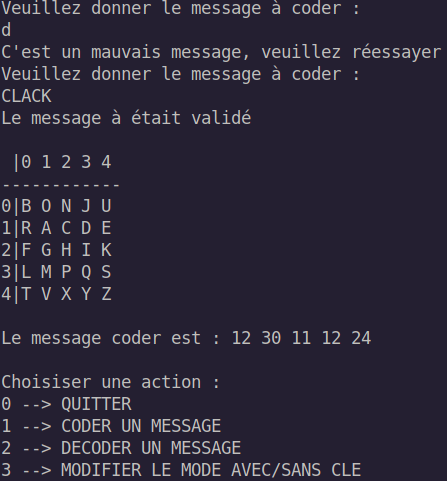 Veuillez donner le message à coder :
d
C'est un mauvais message, veuillez réessayer
Veuillez donner le message à coder :
CLACK
Le message à était validé
 |0 1 2 3 4
------------
0|B O N J U
1|R A C D E
2|F G H I K
3|L M P Q S
4|T V X Y Z
Le message coder est : 12 30 11 12 24
Choisiser une action :
0 --> QUITTER
1 --> CODER UN MESSAGE
2 --> DECODER UN MESSAGE
3 --> MODIFIER LE MODE AVEC/SANS CLE